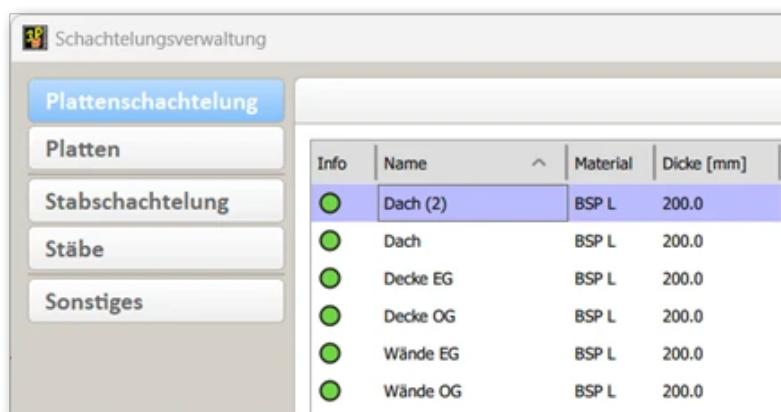 Schachtelungsverwaltung
Plattenschachtelung
Platten
Stabschachtelung
Stäbe
Sonstiges
Info Name Material Dicke [mm]
Dach (2) BSP L 200.0
Dach BSP L 200.0
Decke EG BSP L 200.0
Decke OG BSP L 200.0
Wände EG BSP L 200.0
Wände OG BSP L 200.0